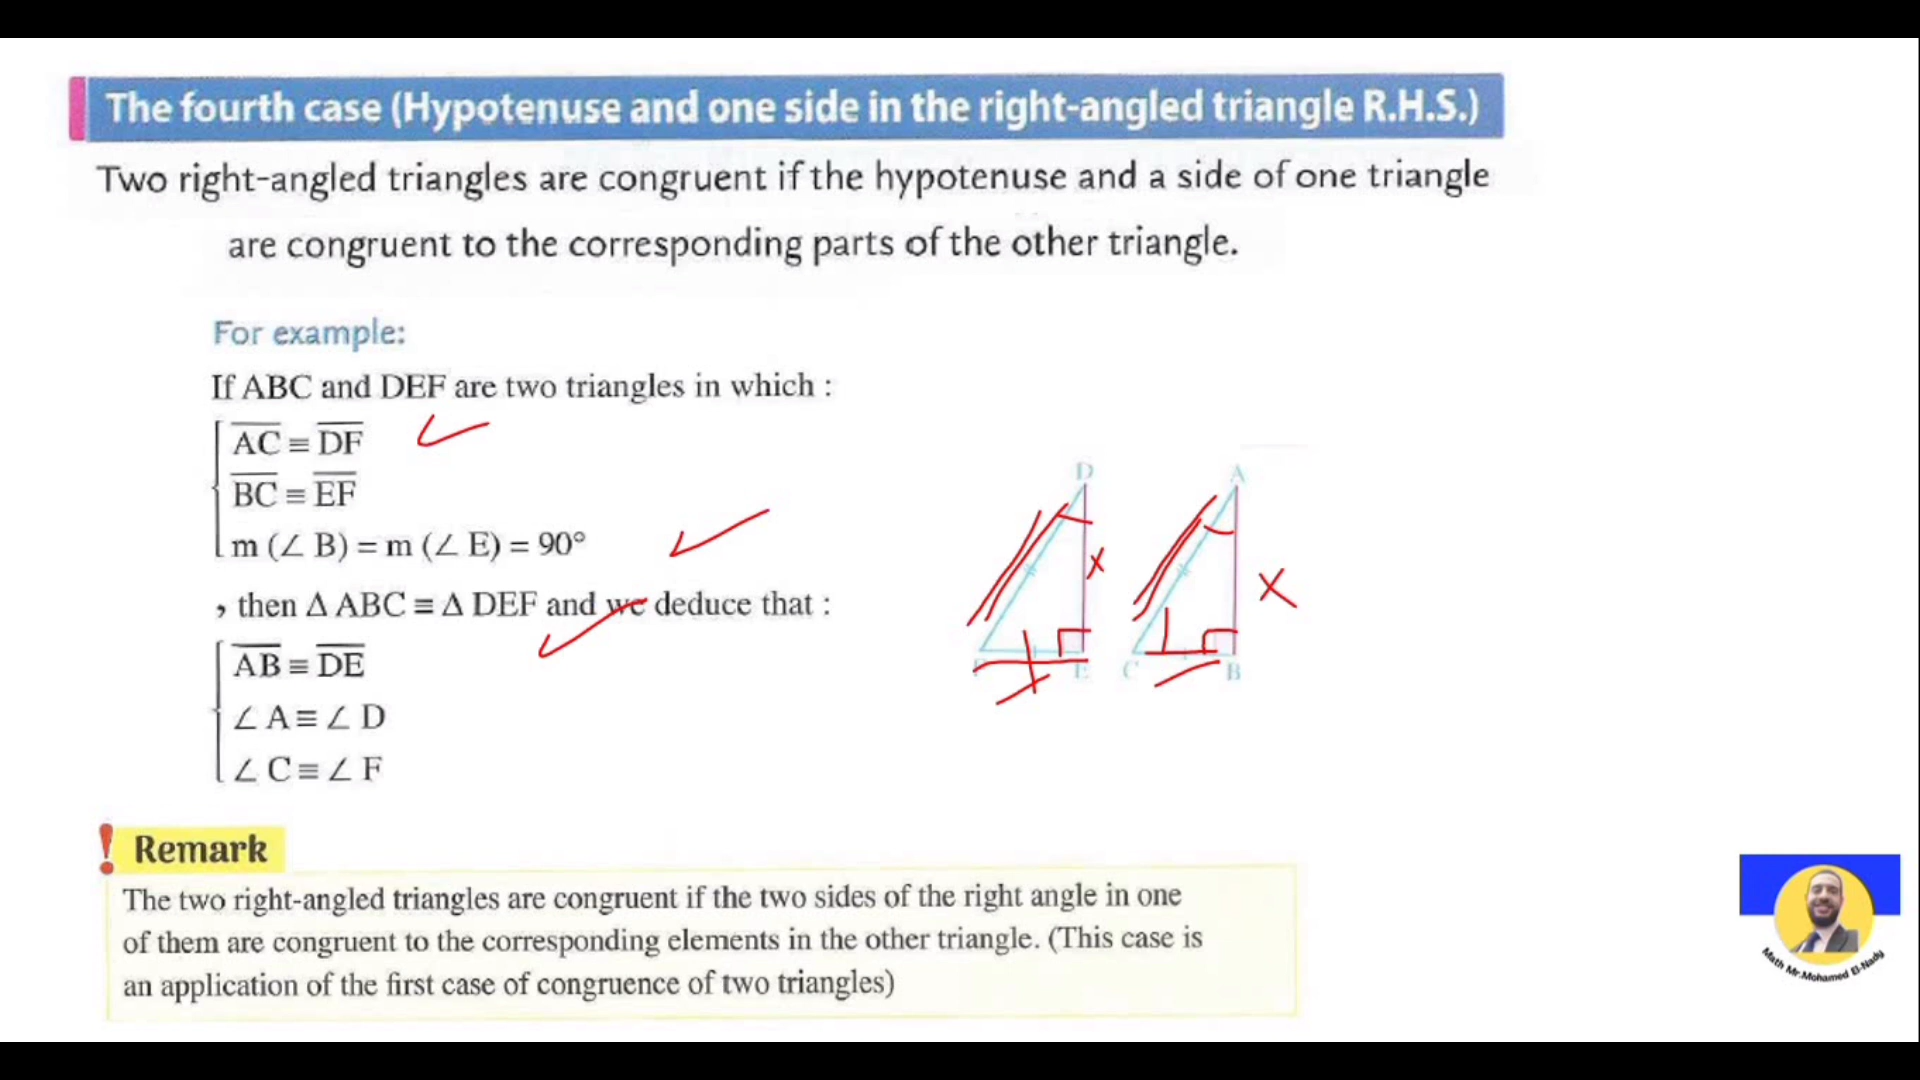 The fourth case (Hypotenuse and one side in the right-angled triangle R.H.S.)
Two right-angled triangles are congruent if the hypotenuse and a side of one triangle
are congruent to the corresponding parts of the other triangle.
For example:
If ABC and DEF are two triangles in which :
AC ≡ DF
BC ≡ EF
m (∠ B) = m (∠ E) = 90°
, then Δ ABC ≡ Δ DEF and we deduce that :
AB ≡ DE
∠ A ≡ ∠ D
∠ C ≡ ∠ F
D A
x x
E C B
! Remark
The two right-angled triangles are congruent if the two sides of the right angle in one
of them are congruent to the corresponding elements in the other triangle. (This case is
an application of the first case of congruence of two triangles)
Math Mr.Mohamed El-Nady